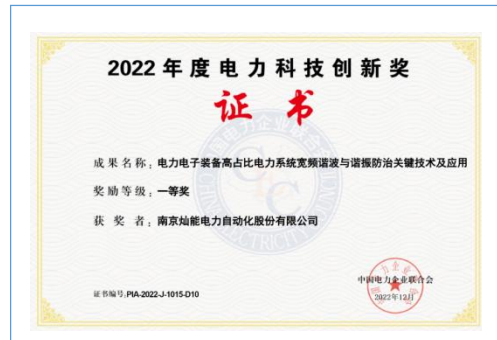 2022年度电力科技创新奖
证书
成果名称：电力电子装备高占比电力系统宽频谐波与谐振防治关键技术及应用
奖励等级：一等奖
获奖者：南京灿能电力自动化股份有限公司
中国电力企业联合会
证书编号：PIA-2022-J-1015-D10
2022年12月